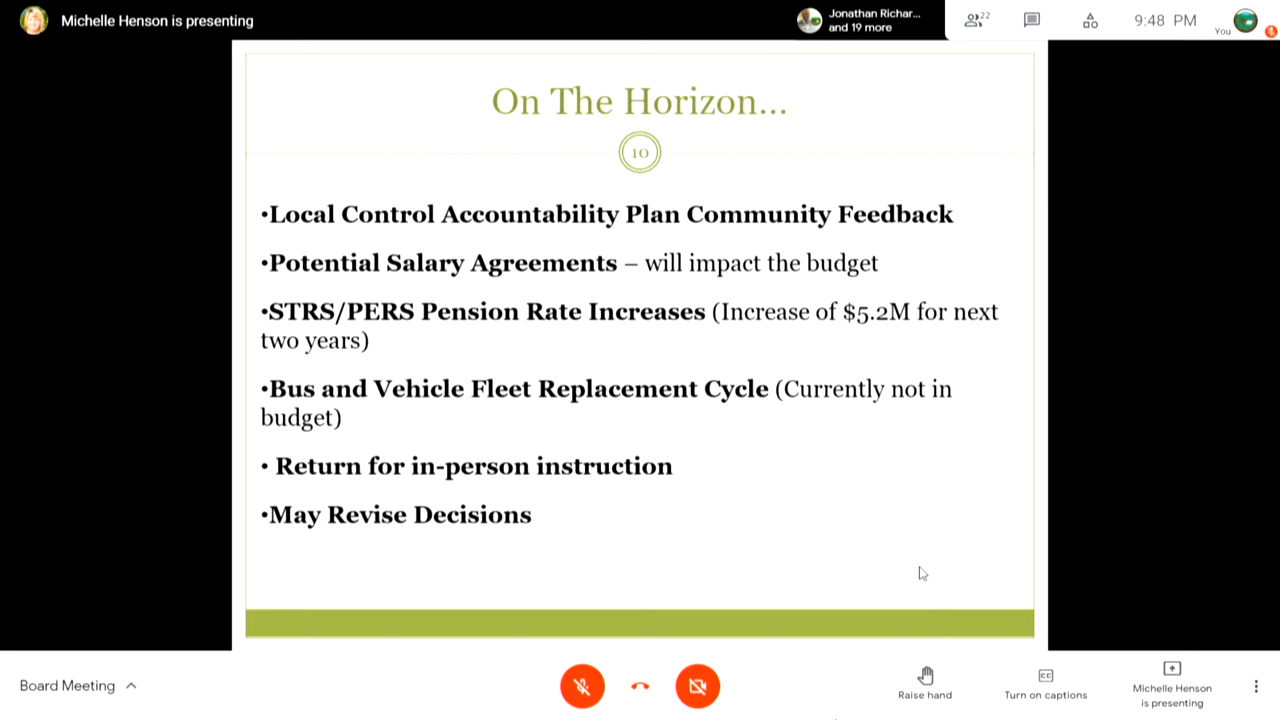 Michelle Henson is presenting
Jonathan Richar...
and 19 more
22
9:48 PM
You
On The Horizon...
10
•Local Control Accountability Plan Community Feedback
•Potential Salary Agreements – will impact the budget
•STRS/PERS Pension Rate Increases (Increase of $5.2M for next
two years)
•Bus and Vehicle Fleet Replacement Cycle (Currently not in
budget)
• Return for in-person instruction
•May Revise Decisions
Board Meeting
Raise hand
CC
Turn on captions
Michelle Henson
is presenting